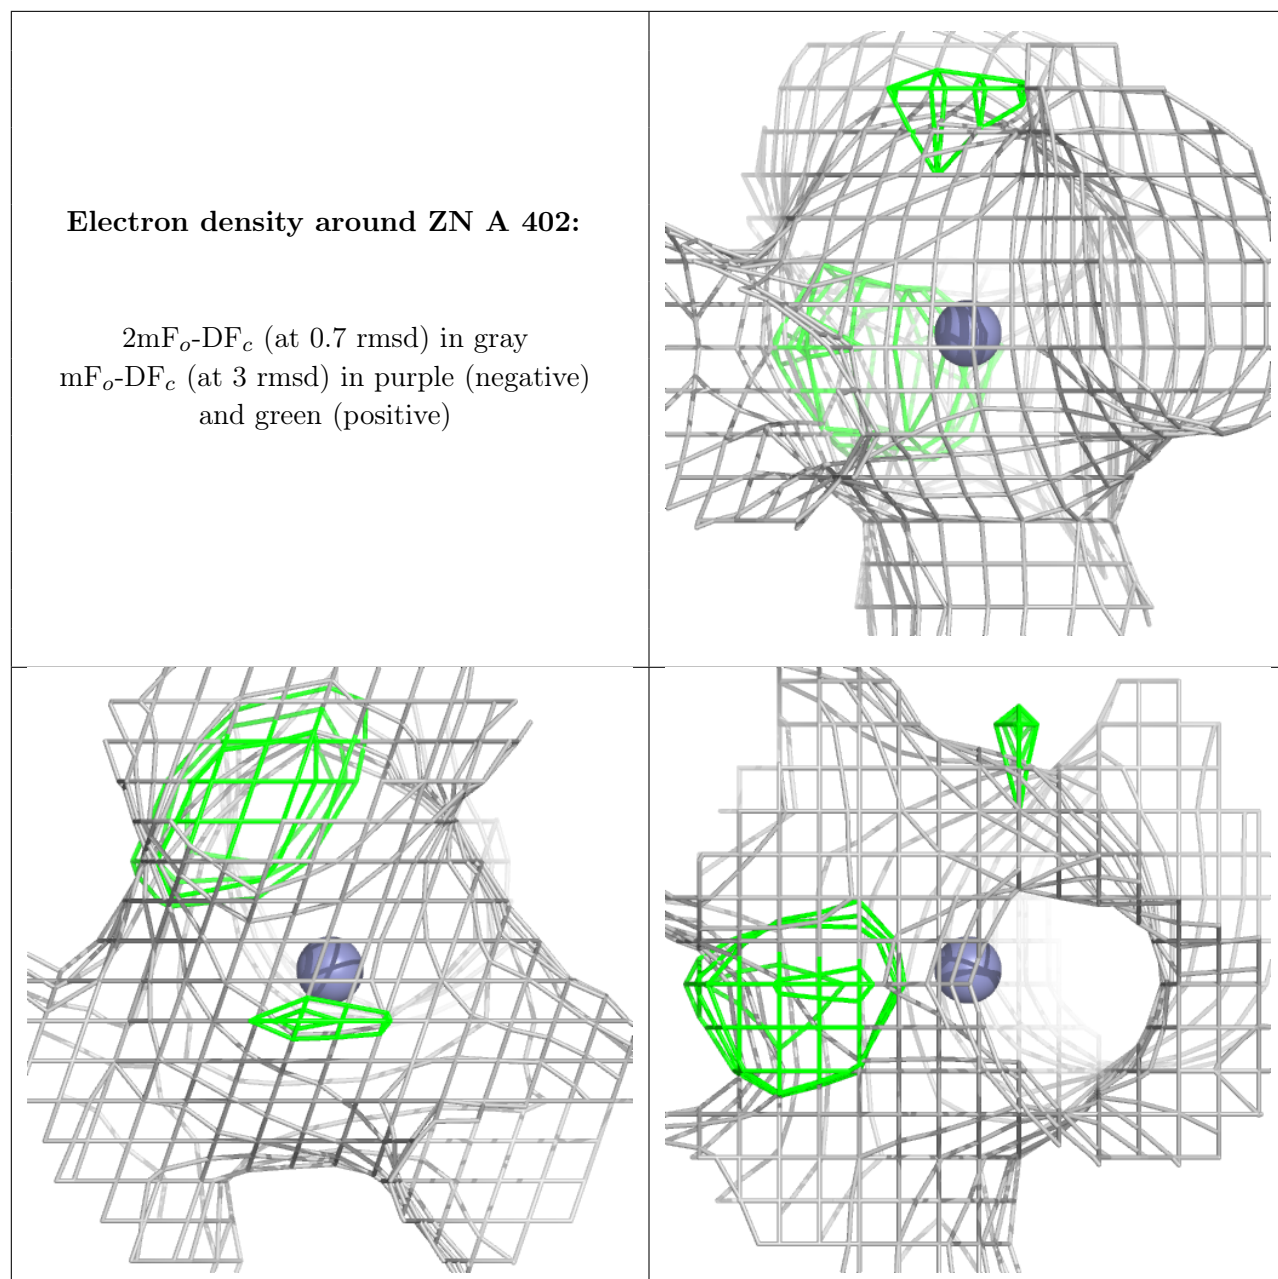 Electron density around ZN A 402:
2mFo-DFc (at 0.7 rmsd) in gray
mFo-DFc (at 3 rmsd) in purple (negative)
and green (positive)